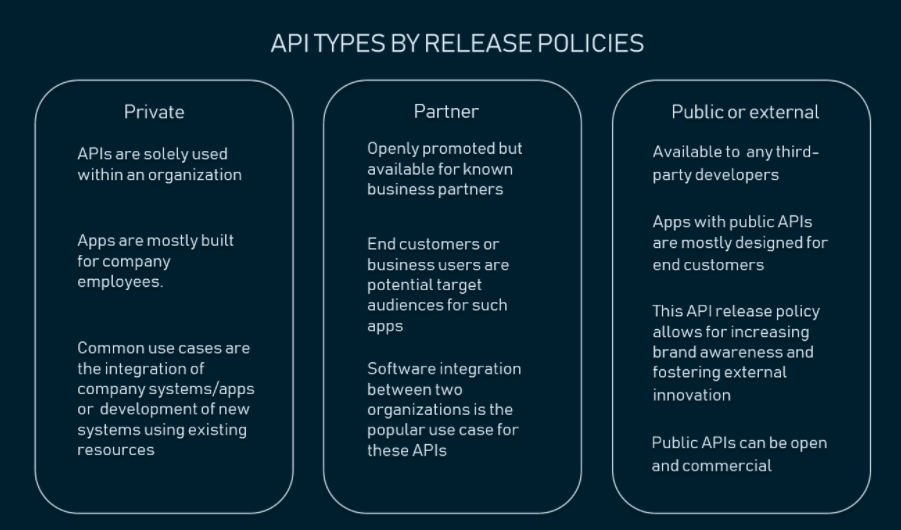 API TYPES BY RELEASE POLICIES
Private
APIs are solely used
within an organization
Apps are mostly built
for company
employees.
Common use cases are
the integration of
company systems/apps
or development of new
systems using existing
resources
Partner
Openly promoted but
available for known
business partners
End customers or
business users are
potential target
audiences for such
apps
Software integration
between two
organizations is the
popular use case for
these APIs
Public or external
Available to any third-
party developers
Apps with public APIs
are mostly designed for
end customers
This API release policy
allows for increasing
brand awareness and
fostering external
innovation
Public APIs can be open
and commercial